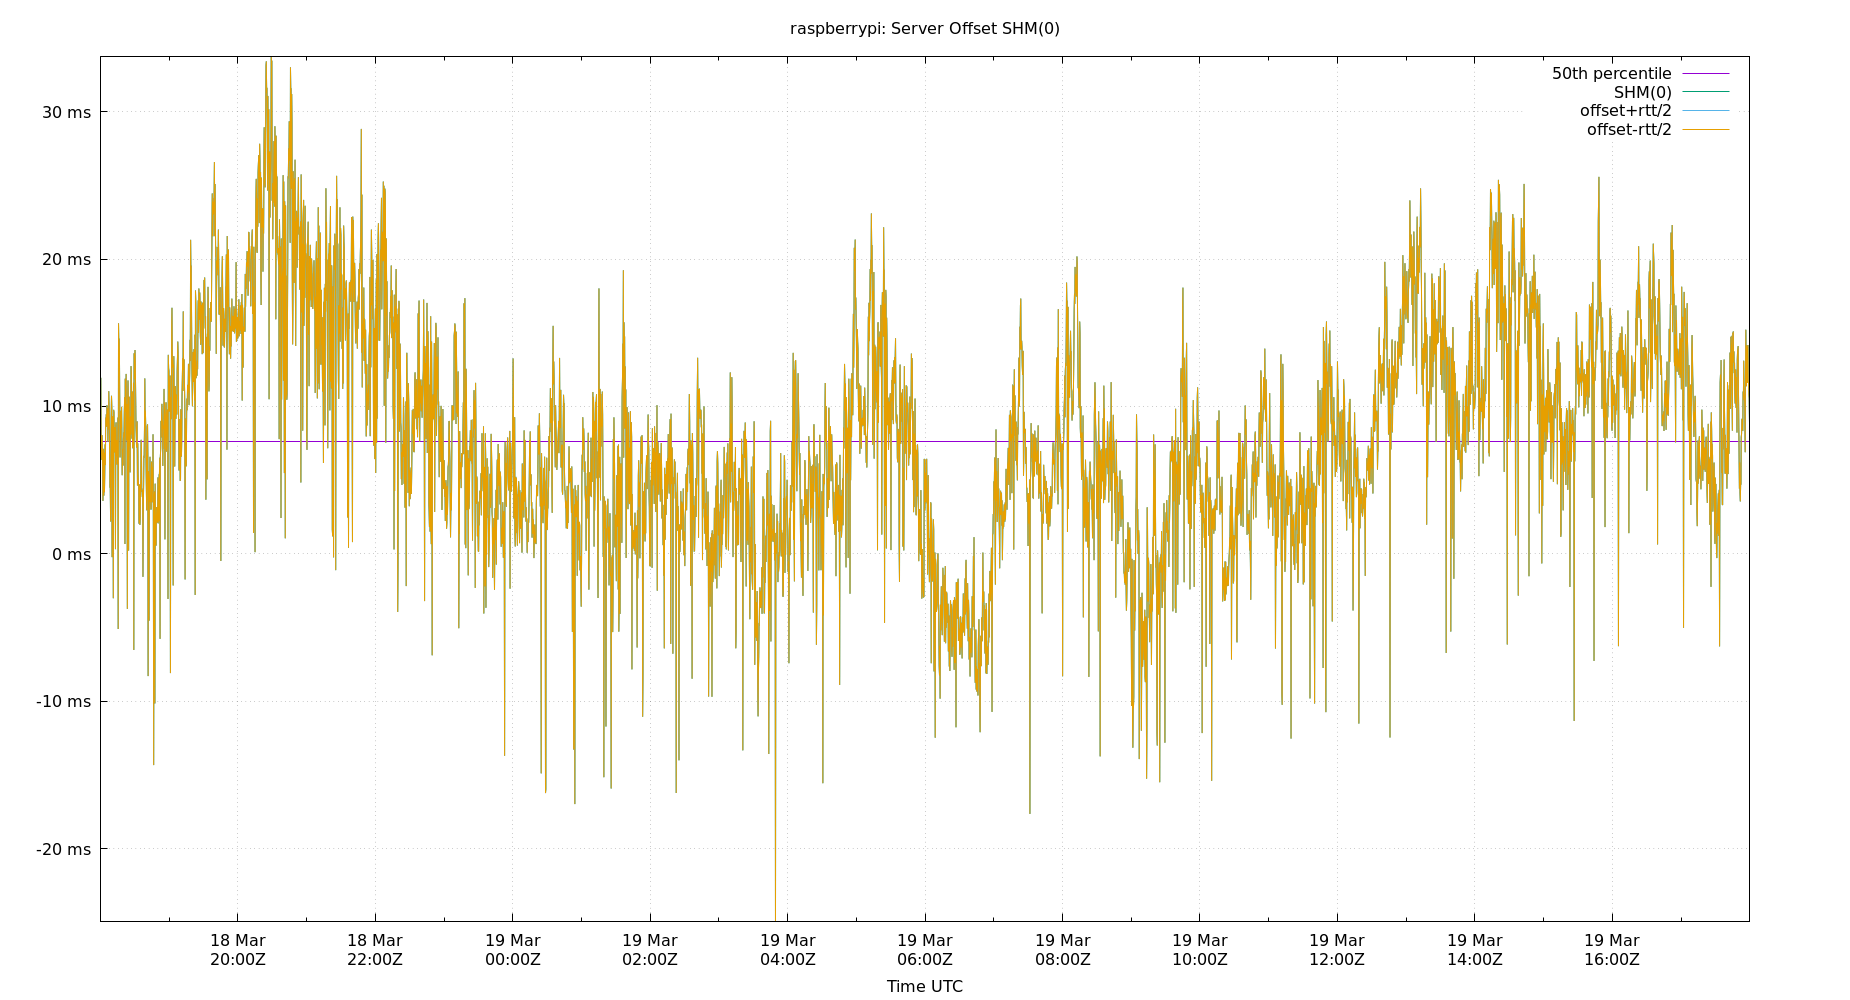 raspberrypi: Server Offset SHM(0)
50th percentile
SHM(0)
offset+rtt/2
offset-rtt/2
30 ms
20 ms
10 ms
0 ms
-10 ms
-20 ms
18 Mar 18 Mar 19 Mar 19 Mar 19 Mar 19 Mar 19 Mar 19 Mar 19 Mar 19 Mar 19 Mar
20:00Z 22:00Z 00:00Z 02:00Z 04:00Z 06:00Z 08:00Z 10:00Z 12:00Z 14:00Z 16:00Z
Time UTC